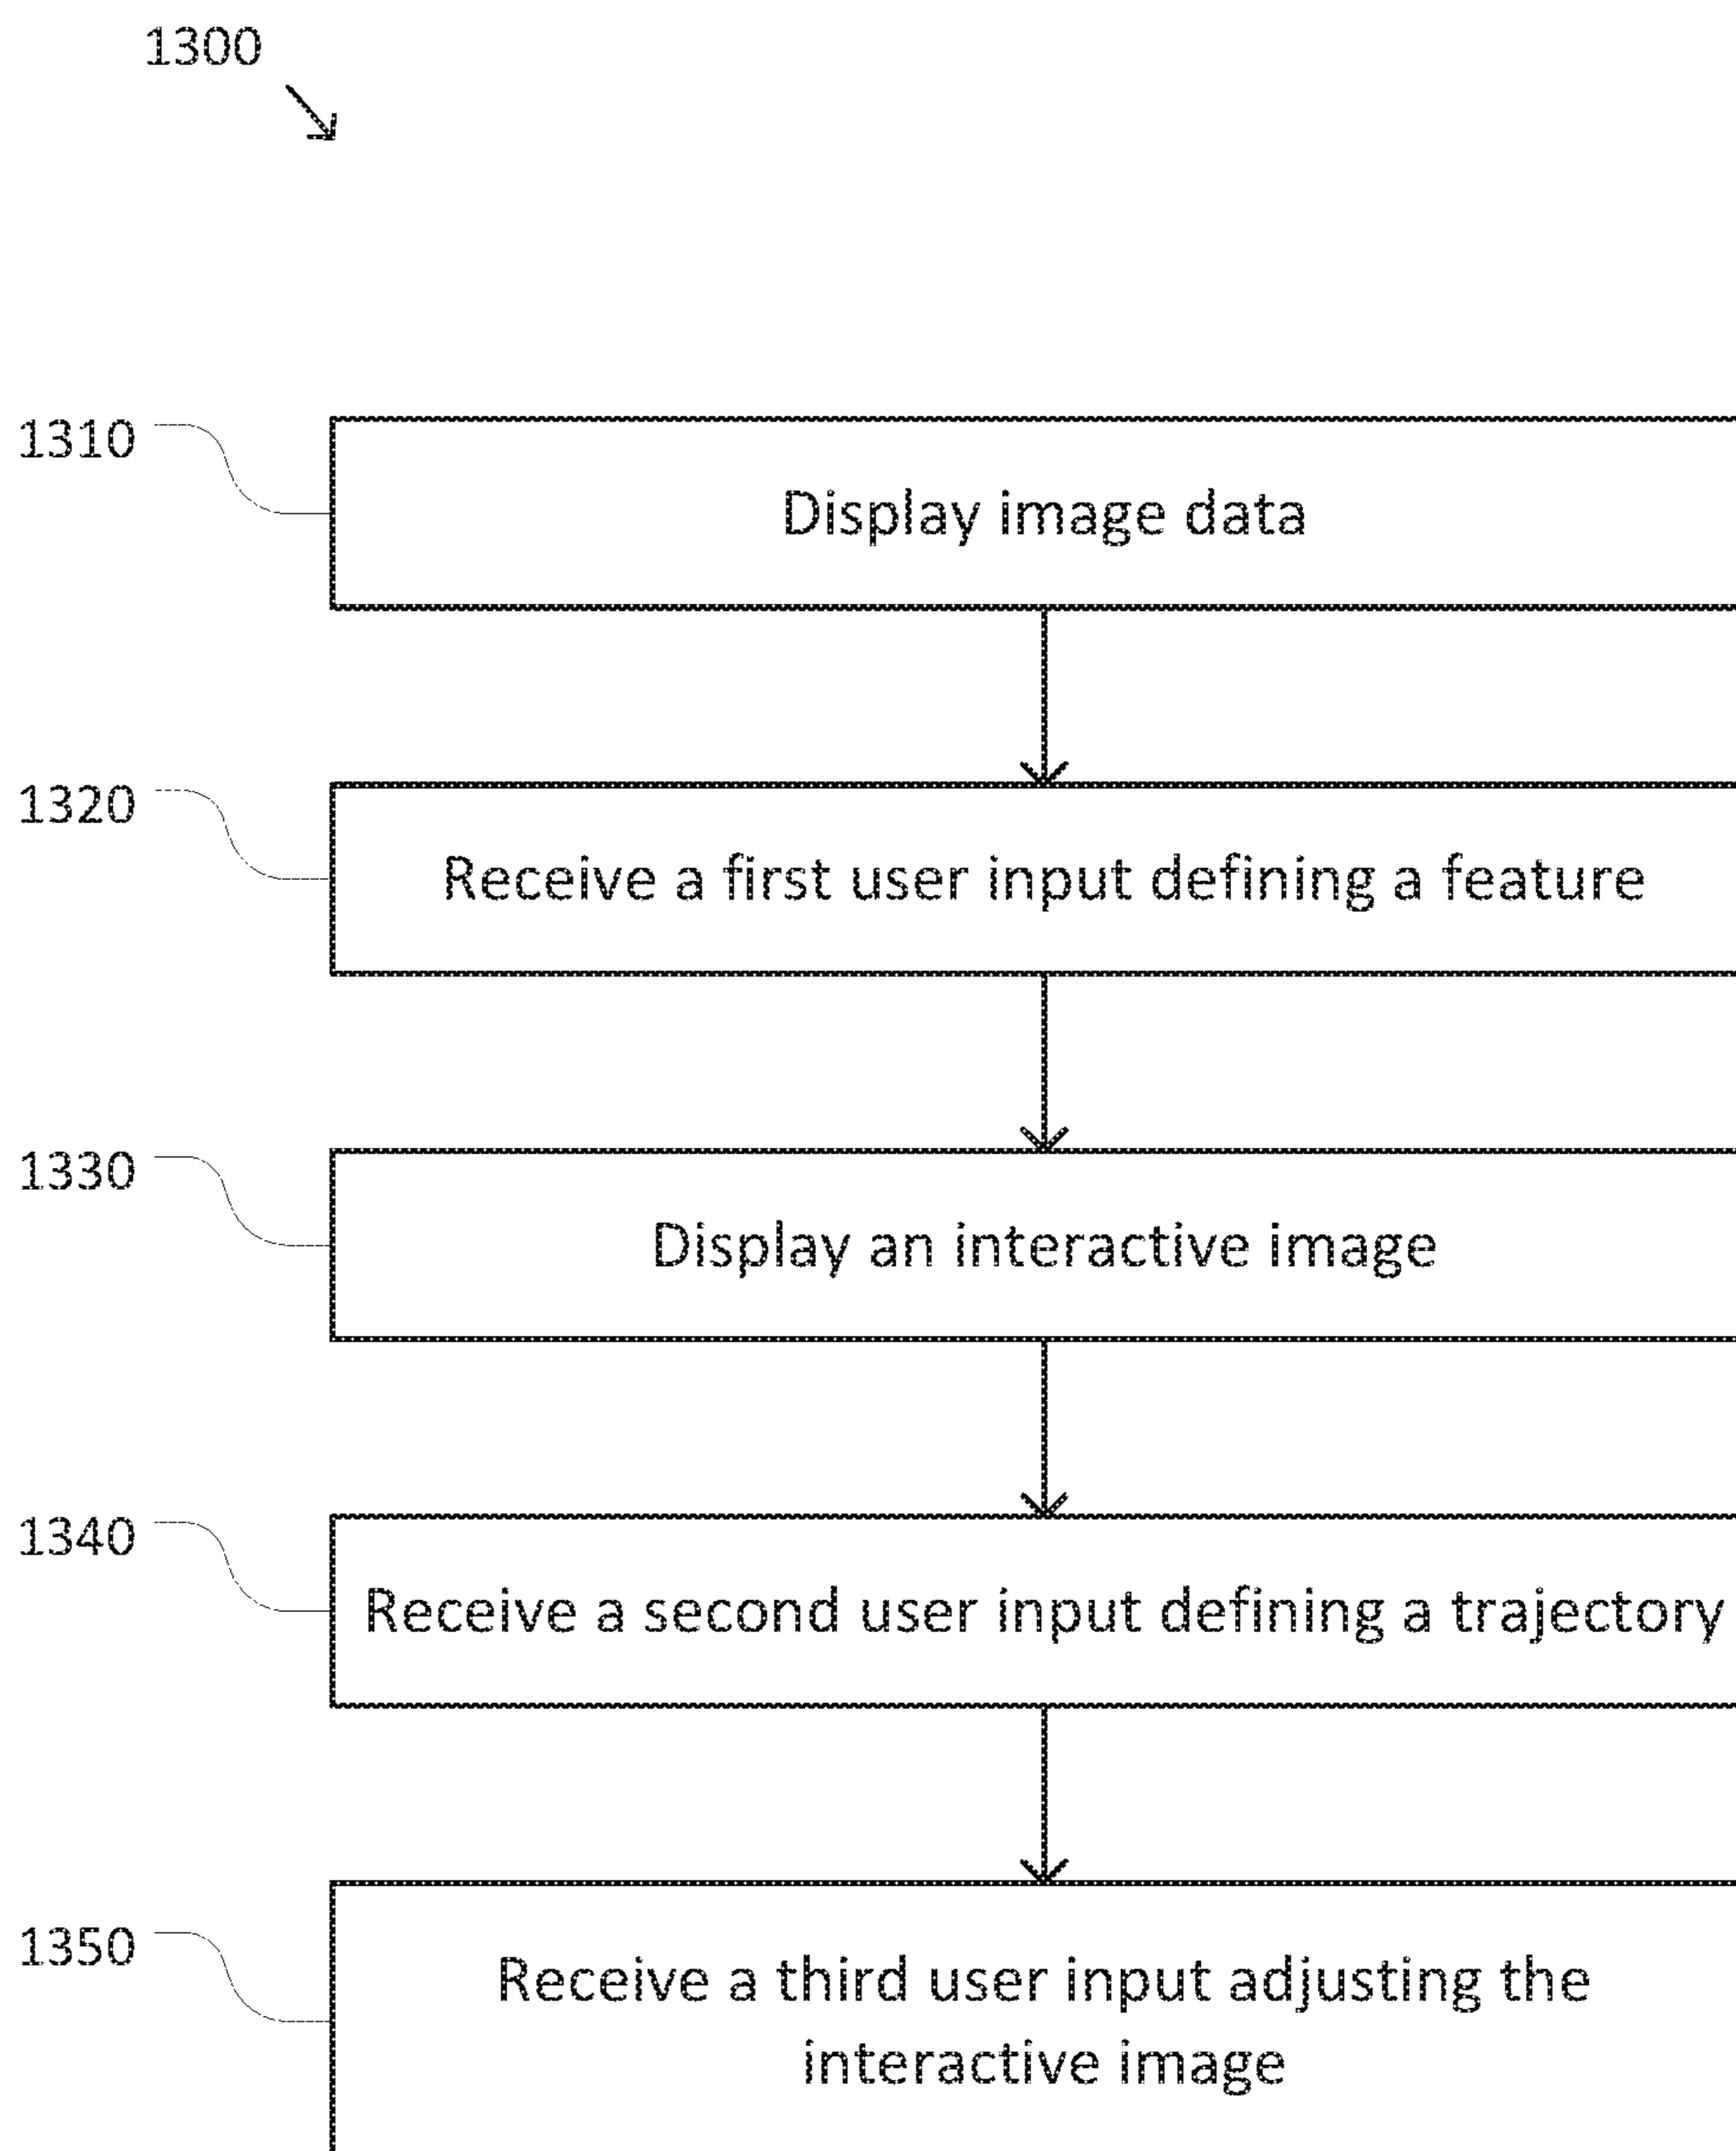 1300
1310
Display image data
1320
Receive a first user input defining a feature
1330
Display an interactive image
1340
Receive a second user input defining a trajectory
1350
Receive a third user input adjusting the
interactive image